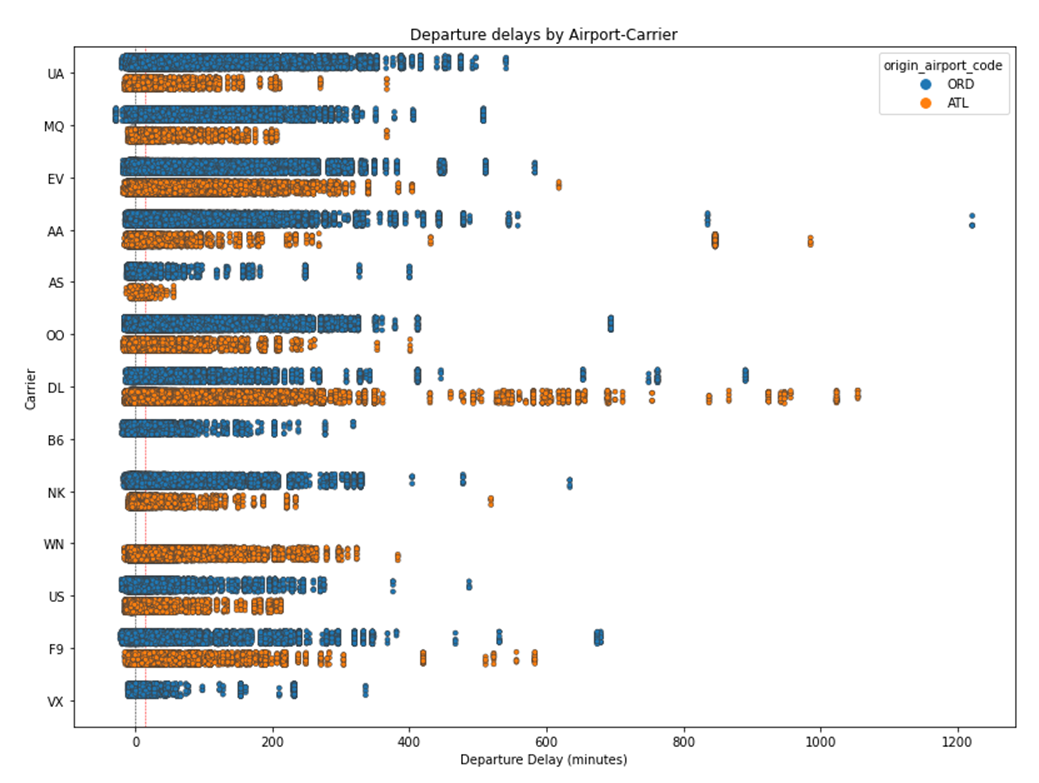 Departure delays by Airport-Carrier
origin_airport_code
ORD
ATL
Carrier
UA
MQ
EV
AA
AS
OO
DL
B6
NK
WN
US
F9
VX
0 200 400 600 800 1000 1200
Departure Delay (minutes)